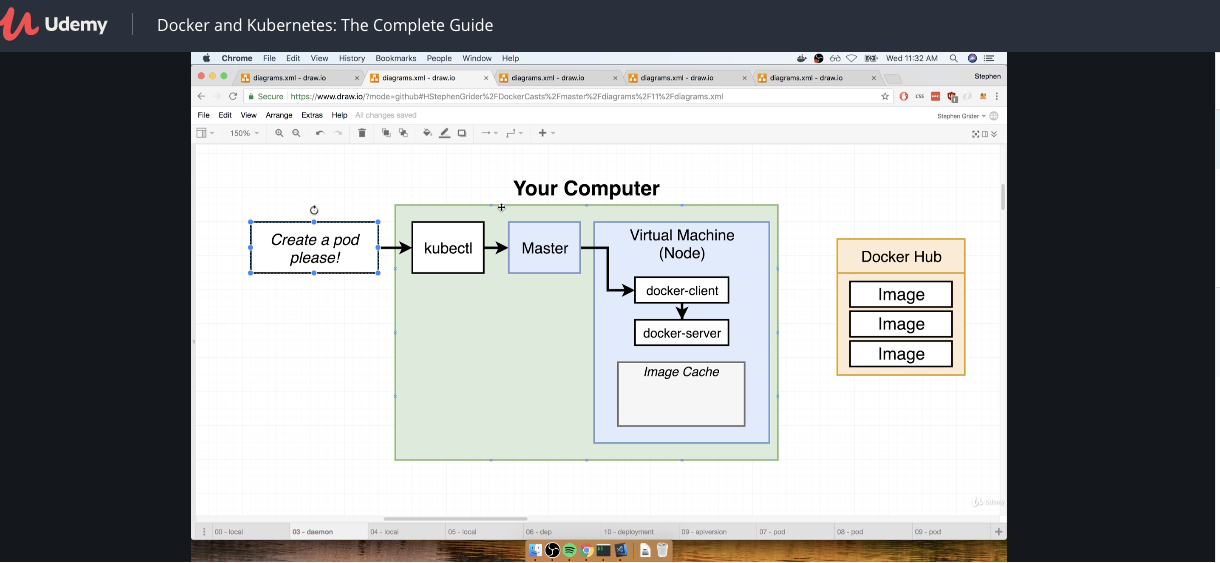 Udemy
Docker and Kubernetes: The Complete Guide
Chrome File Edit View History Bookmarks People Window Help
Wed 11:32 AM
diagrams.xml - draw.io
diagrams.xml - draw.io
diagrams.xml - draw.io
diagrams.xml - draw.io
diagrams.xml - draw.io
Stephen
Secure
https://www.draw.io/?mode=github#HStephenGrider%2FDockerCasts%2Fmaster%2Fdiagrams%2F11%2Fdiagrams.xml
File Edit View Arrange Extras Help All changes saved
Stephen Grider
150%
Your Computer
Create a pod
please!
kubectl
Master
Virtual Machine
(Node)
docker-client
docker-server
Image Cache
Docker Hub
Image
Image
Image
Udemy
00 - local
03 - daemon
04 - local
05 - local
06 - dep
10 - deployment
09 - apiversion
07 - pod
08 - pod
09 - pod